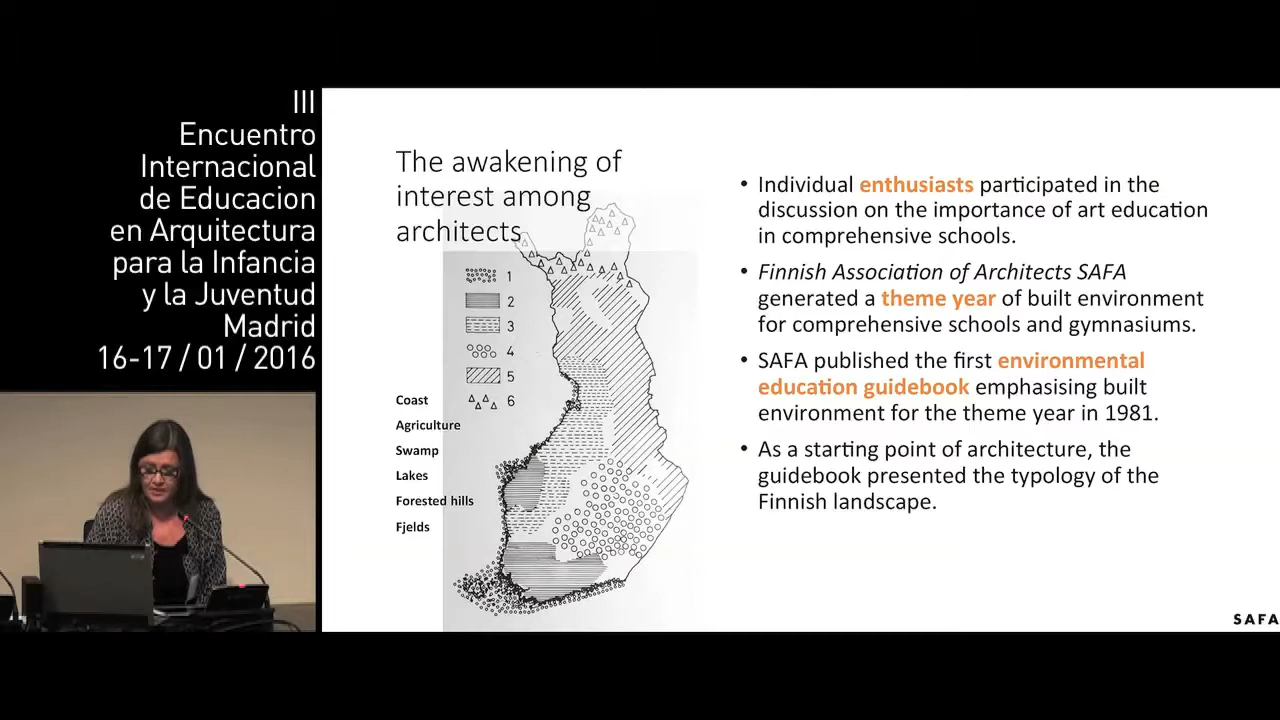 III
Encuentro
Internacional
de Educacion
en Arquitectura
para la Infancia
y la Juventud
Madrid
16-17 / 01 / 2016
The awakening of
interest among
architects
1
2
3
4
5
6
Coast
Agriculture
Swamp
Lakes
Forested hills
Fjelds
• Individual enthusiasts participated in the
discussion on the importance of art education
in comprehensive schools.
• Finnish Association of Architects SAFA
generated a theme year of built environment
for comprehensive schools and gymnasiums.
• SAFA published the first environmental
education guidebook emphasising built
environment for the theme year in 1981.
• As a starting point of architecture, the
guidebook presented the typology of the
Finnish landscape.
SAFA